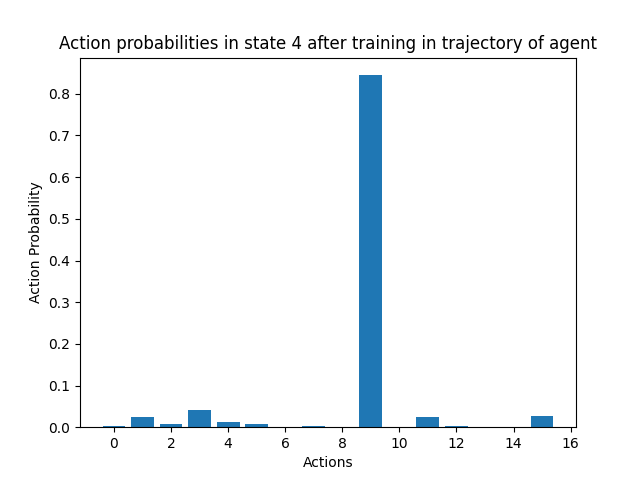 Action probabilities in state 4 after training in trajectory of agent
0.8
0.7
0.6
0.5
0.4
0.3
0.2
0.1
0.0
Action Probability
0 2 4 6 8 10 12 14 16
Actions